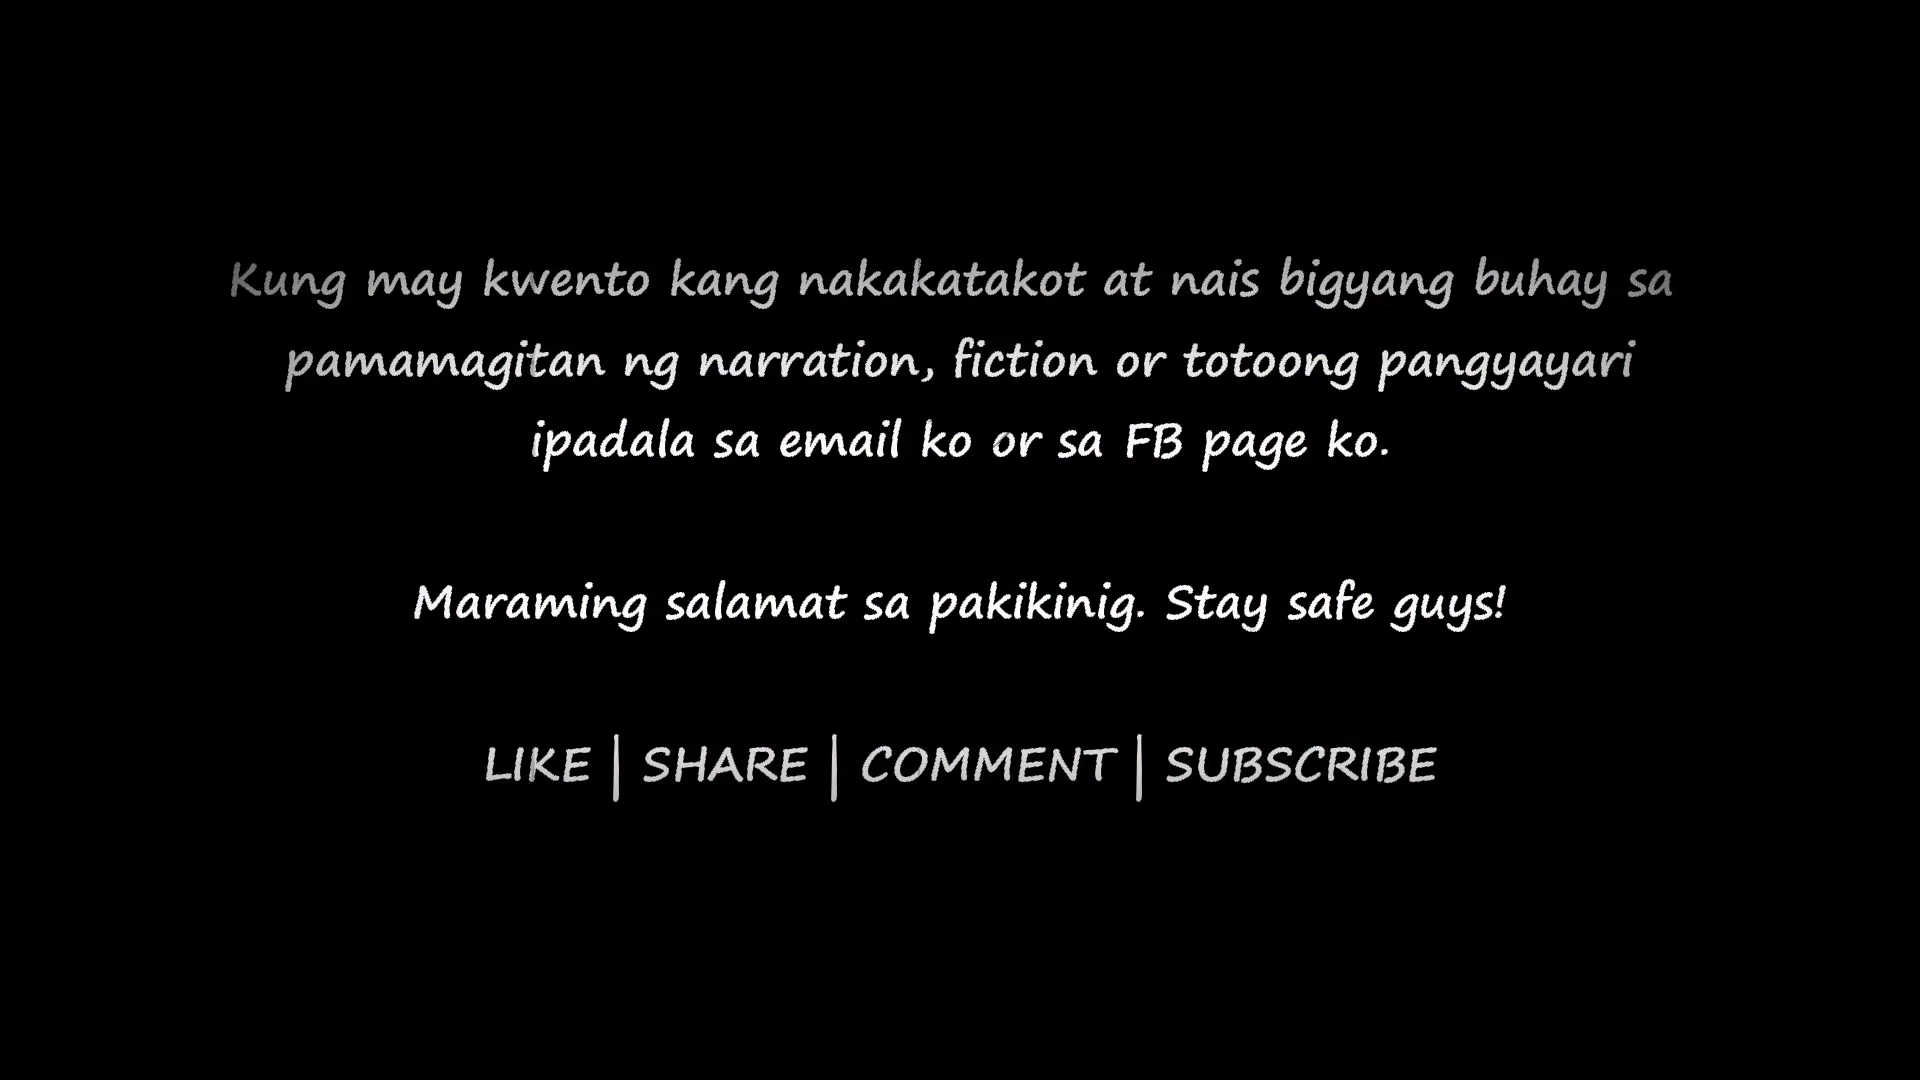 Kung may kwento kang nakakatakot at nais bigyang buhay sa
pamamagitan ng narration, fiction or totoong pangyayari
ipadala sa email ko or sa FB page ko.
Maraming salamat sa pakikinig. Stay safe guys!
LIKE | SHARE | COMMENT | SUBSCRIBE